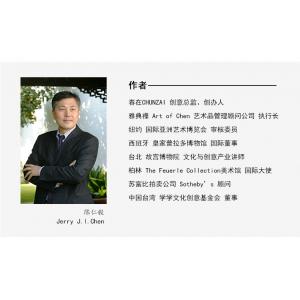 作者
春在CHUNZAI 创意总监、创办人
雅典襍 Art of Chen 艺术品管理顾问公司 执行长
纽约 国际亚洲艺术博览会 审核委员
西班牙 皇家普拉多博物馆 国际董事
台北 故宫博物院 文化与创意产业讲师
柏林 The Feuerle Collection美术馆 国际大使
苏富比拍卖公司 Sotheby’s 顾问
中国台湾 学学文化创意基金会 董事
陈仁毅
Jerry J.I.Chen